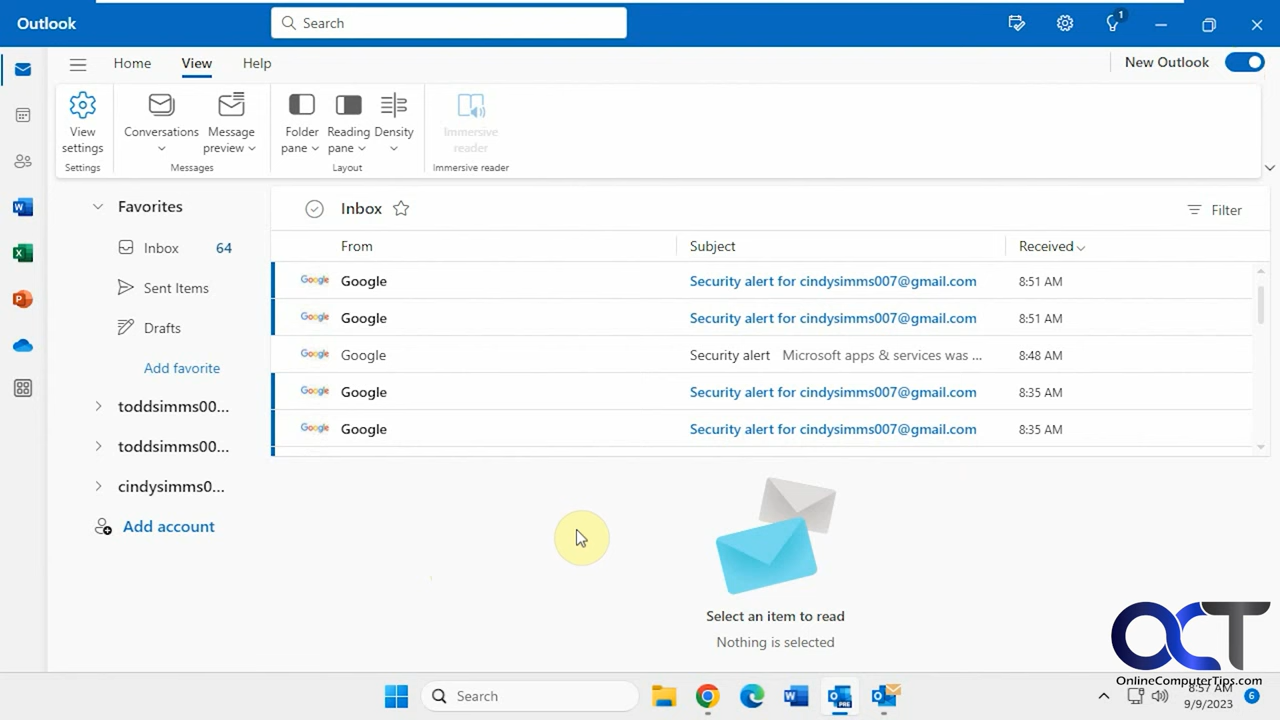 Outlook
Search
1
Home
View
Help
New Outlook
View settings
Settings
Conversations
Message preview
Messages
Folder pane
Reading pane
Density
Layout
Immersive reader
Immersive reader
Favorites
Inbox 64
Sent Items
Drafts
Add favorite
toddsimms00...
toddsimms00...
cindysimms0...
Add account
Inbox
Filter
From Subject Received
Google Google Security alert for cindysimms007@gmail.com 8:51 AM
Google Google Security alert for cindysimms007@gmail.com 8:51 AM
Google Google Security alert Microsoft apps & services was ... 8:48 AM
Google Google Security alert for cindysimms007@gmail.com 8:35 AM
Google Google Security alert for cindysimms007@gmail.com 8:35 AM
Select an item to read
Nothing is selected
OCT
OnlineComputerTips.com
Search
PRE
8:57 AM
9/9/2023
6